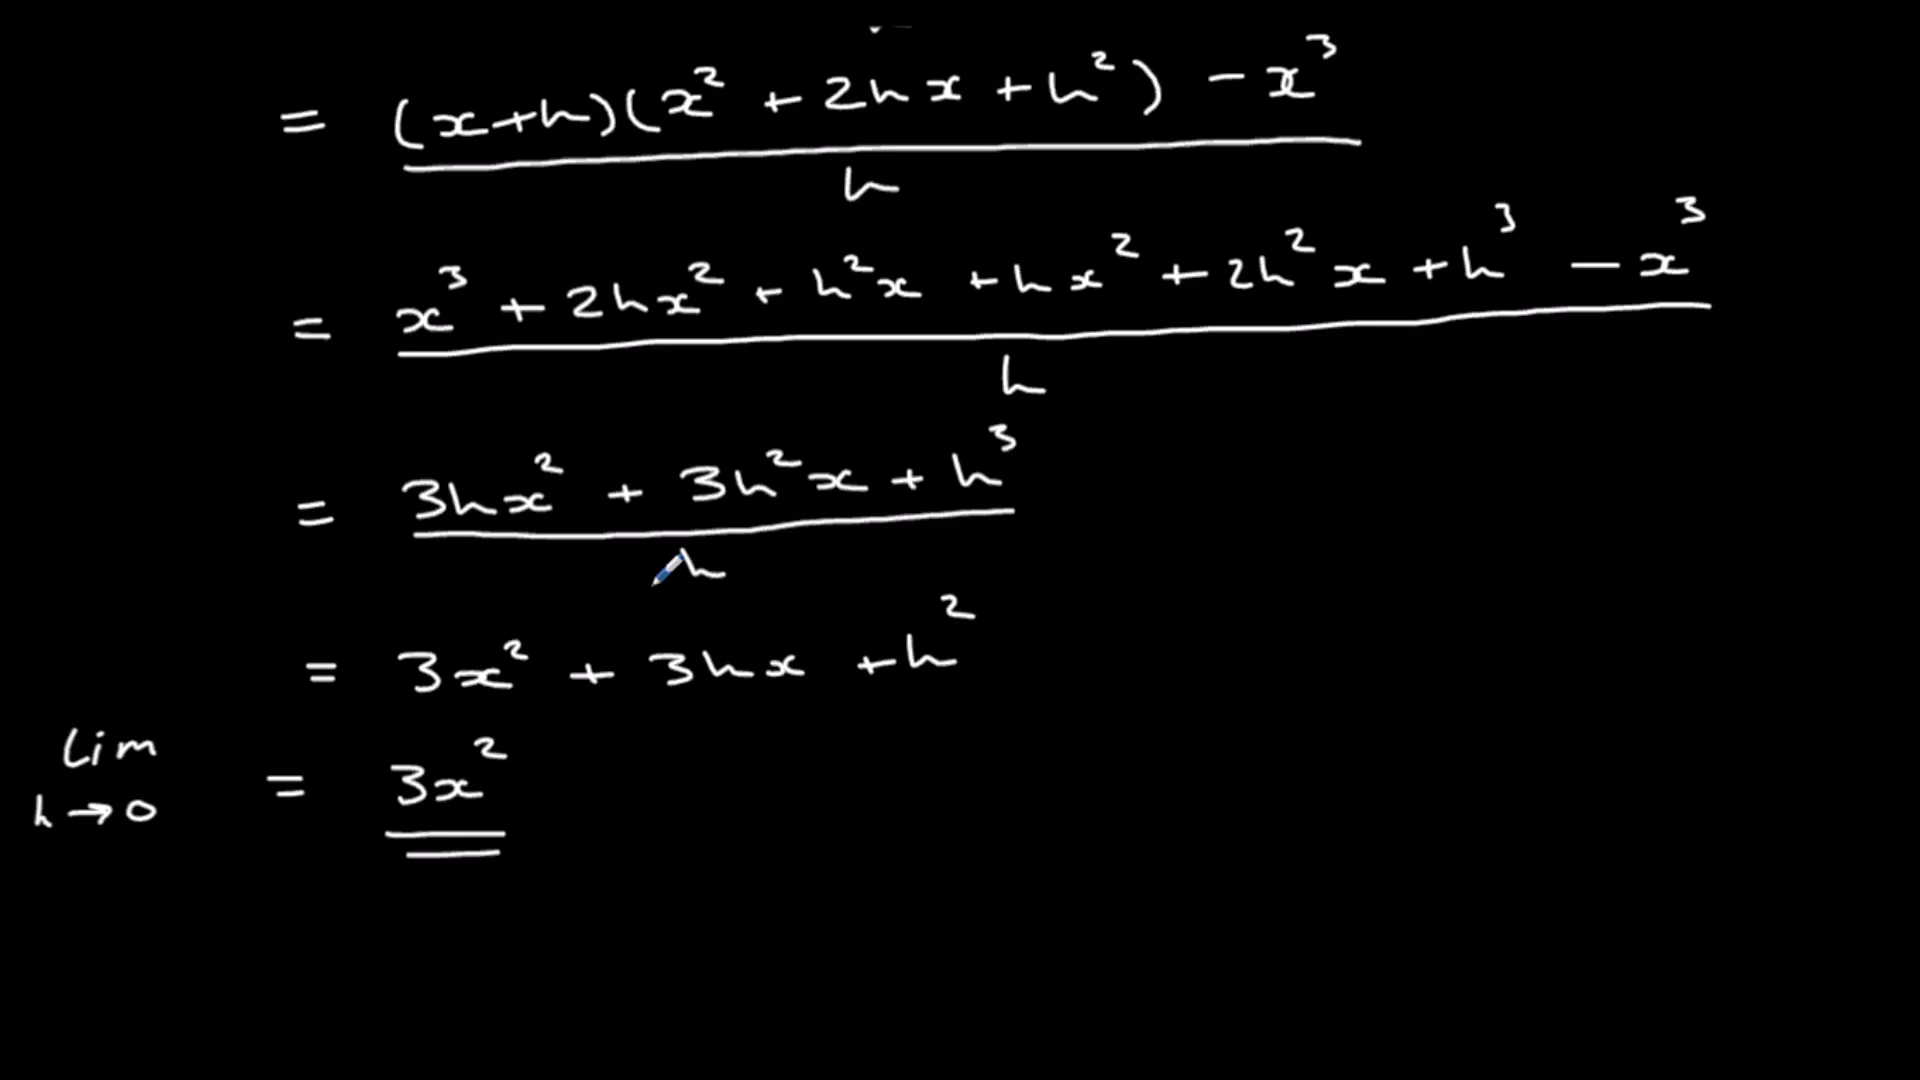 = (x+h)(x² + 2hx + h²) - x³
h
= x³ + 2hx² + h²x + hx² + 2h²x + h³ - x³
h
= 3hx² + 3h²x + h³
h
= 3x² + 3hx + h²
Lim
h→0 = 3x²